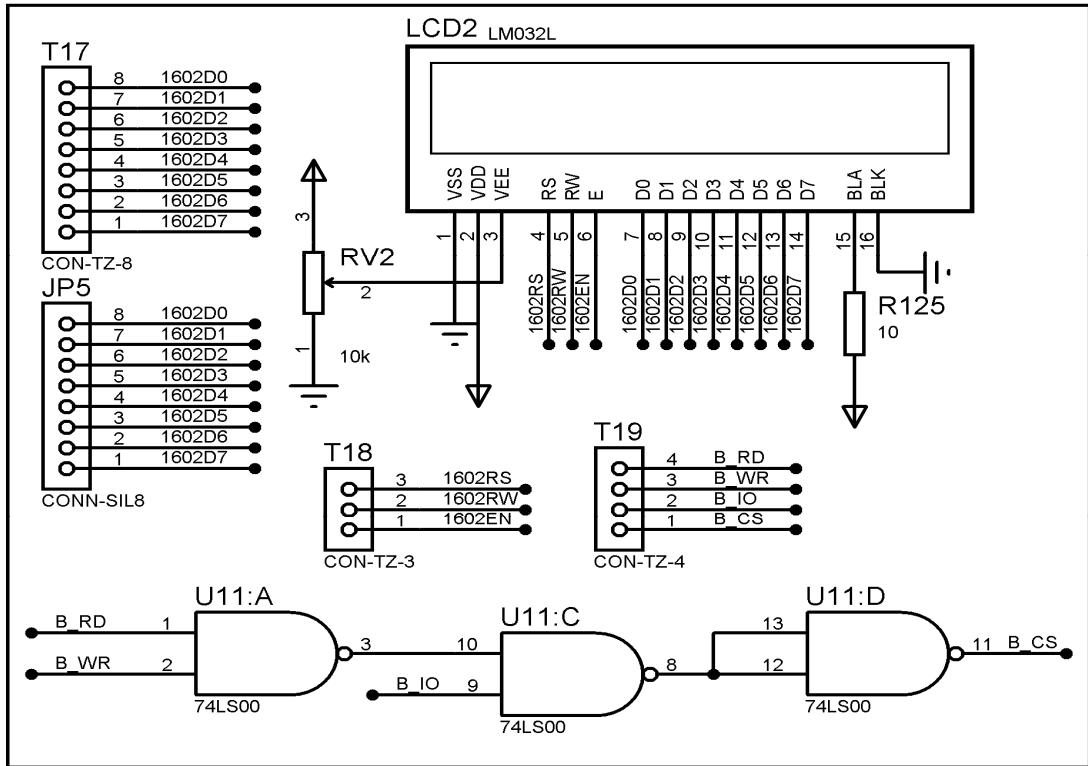 T17
8 1602D0
7 1602D1
6 1602D2
5 1602D3
4 1602D4
3 1602D5
2 1602D6
1 1602D7
CON-TZ-8
JP5
8 1602D0
7 1602D1
6 1602D2
5 1602D3
4 1602D4
3 1602D5
2 1602D6
1 1602D7
CONN-SIL8
LCD2 LM032L
VSS VDD VEE RS RW E D0 D1 D2 D3 D4 D5 D6 D7 BLA BLK
1 2 3 4 5 6 7 8 9 10 11 12 13 14 15 16
1602RS 1602RW 1602EN 1602D0 1602D1 1602D2 1602D3 1602D4 1602D5 1602D6 1602D7
3
RV2
2
1
10k
R125
10
T18
3 1602RS
2 1602RW
1 1602EN
CON-TZ-3
T19
4 B_RD
3 B_WR
2 B_IO
1 B_CS
CON-TZ-4
U11:A
B_RD 1
B_WR 2
3
74LS00
U11:C
10
B_IO 9
8
74LS00
U11:D
13
12
11 B_CS
74LS00